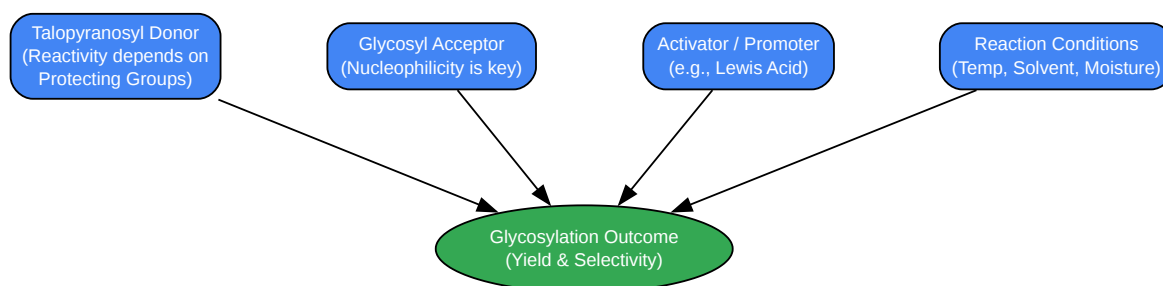 Talopyranosyl Donor
(Reactivity depends on
Protecting Groups)
Glycosyl Acceptor
(Nucleophilicity is key)
Activator / Promoter
(e.g., Lewis Acid)
Reaction Conditions
(Temp, Solvent, Moisture)
Glycosylation Outcome
(Yield & Selectivity)